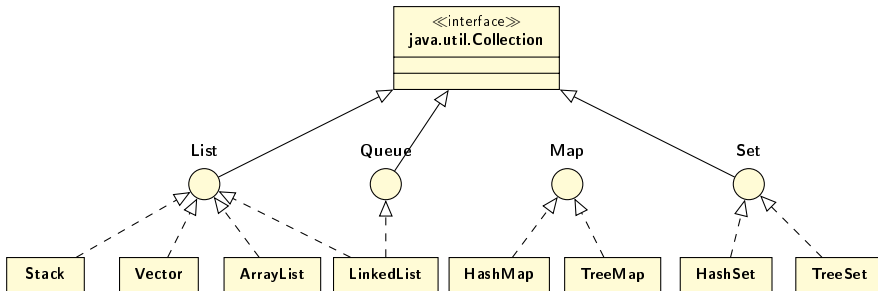 ≪interface≫
java.util.Collection
List
Queue
Map
Set
Stack
Vector
ArrayList
LinkedList
HashMap
TreeMap
HashSet
TreeSet